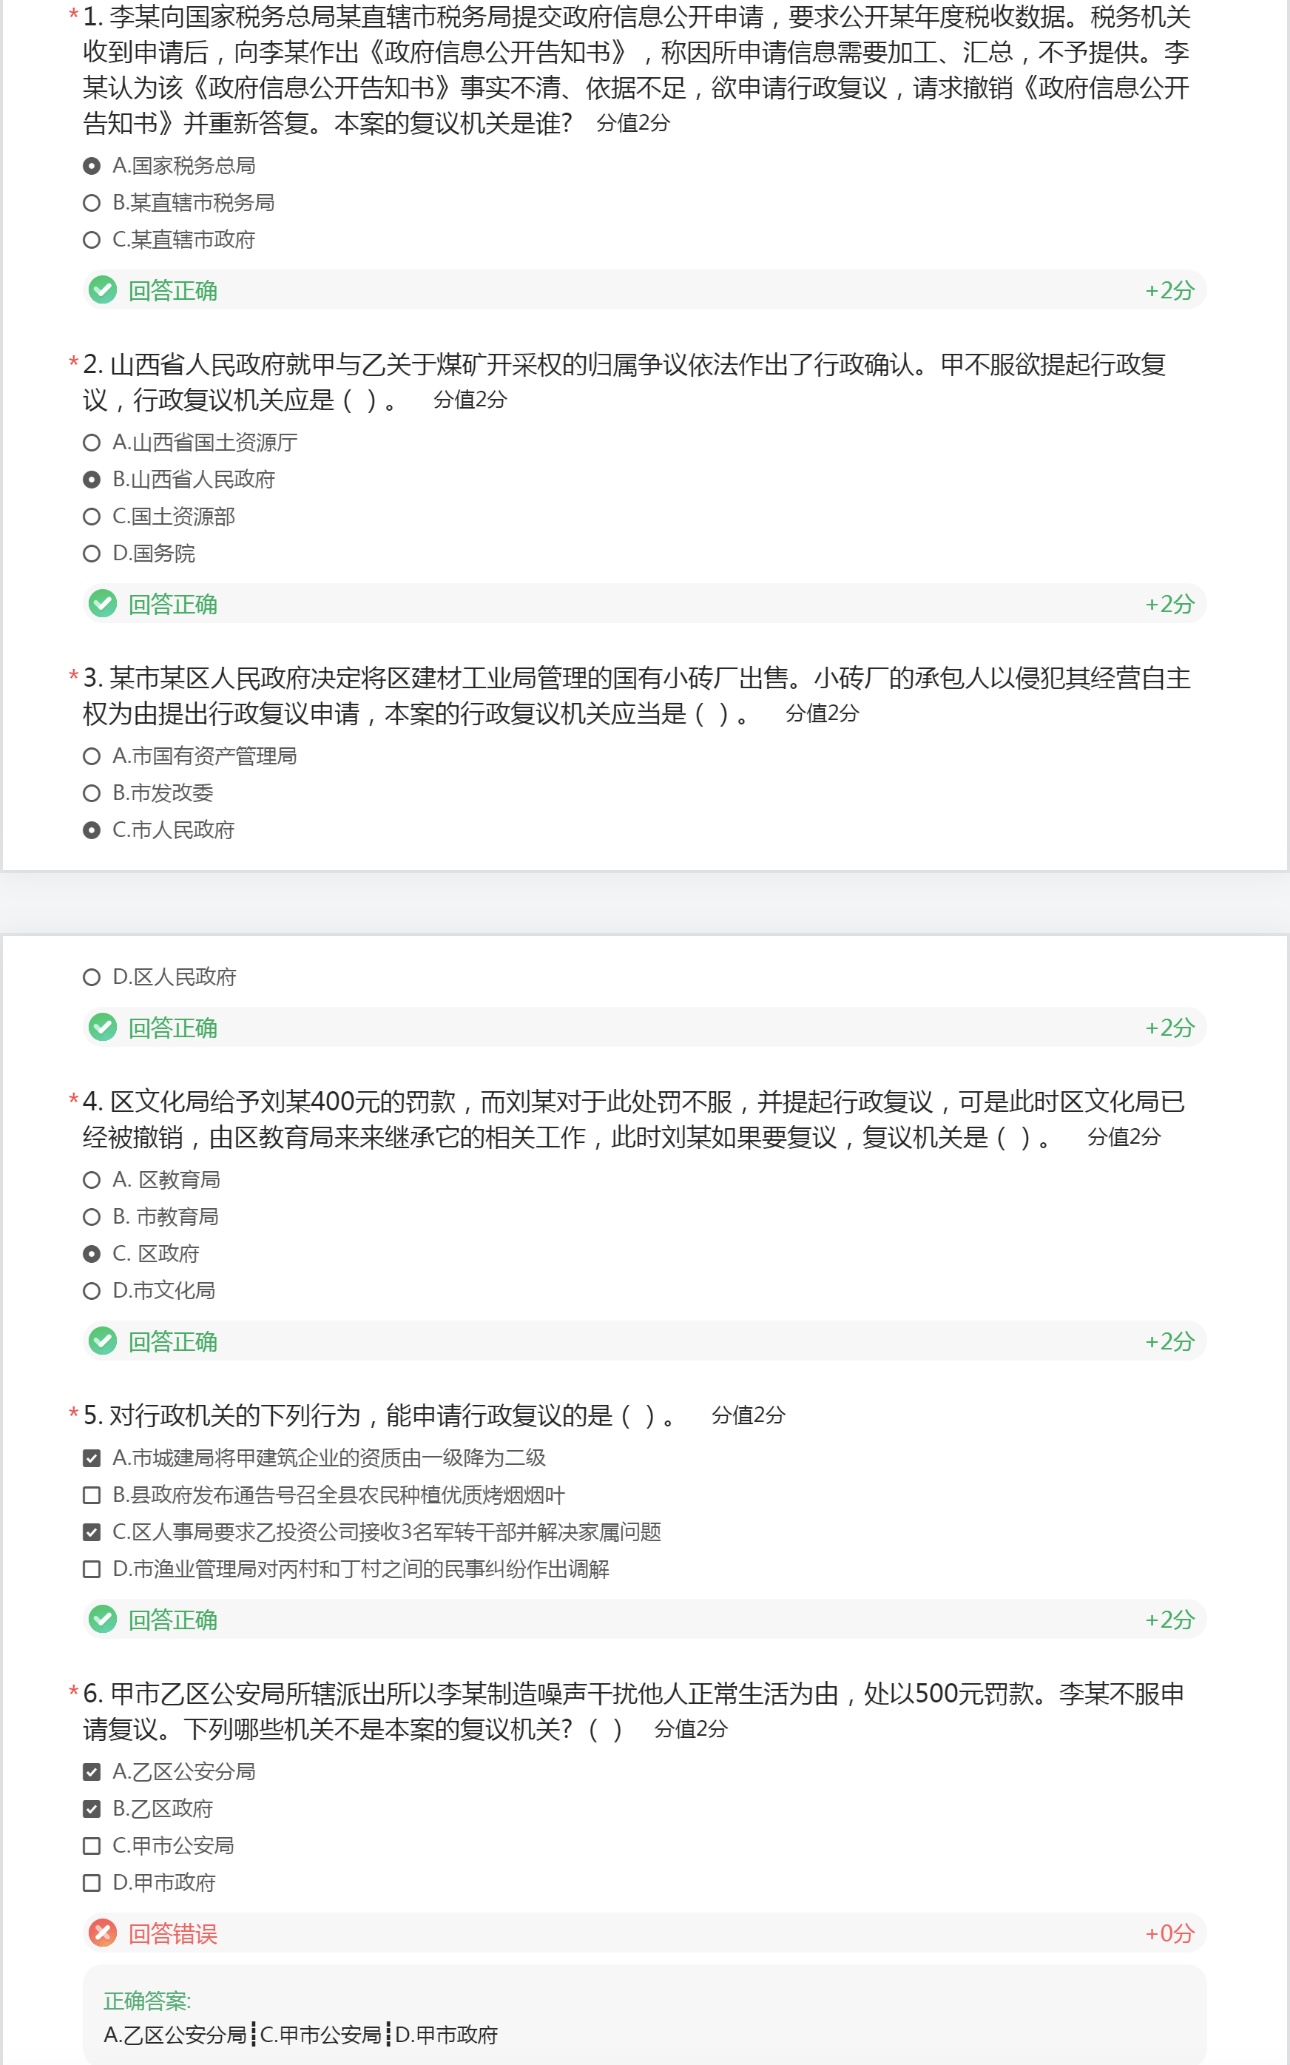 *1. 李某向国家税务总局某直辖市税务局提交政府信息公开申请，要求公开某年度税收数据。税务机关
收到申请后，向李某作出《政府信息公开告知书》，称因所申请信息需要加工、汇总，不予提供。李
某认为该《政府信息公开告知书》事实不清、依据不足，欲申请行政复议，请求撤销《政府信息公开
告知书》并重新答复。本案的复议机关是谁？ 分值2分
A.国家税务总局
B.某直辖市税务局
C.某直辖市政府
回答正确 +2分
*2. 山西省人民政府就甲与乙关于煤矿开采权的归属争议依法作出了行政确认。甲不服欲提起行政复
议，行政复议机关应是（ ）。 分值2分
A.山西省国土资源厅
B.山西省人民政府
C.国土资源部
D.国务院
回答正确 +2分
*3. 某市某区人民政府决定将区建材工业局管理的国有小砖厂出售。小砖厂的承包人以侵犯其经营自主
权为由提出行政复议申请，本案的行政复议机关应当是（ ）。 分值2分
A.市国有资产管理局
B.市发改委
C.市人民政府
D.区人民政府
回答正确 +2分
*4. 区文化局给予刘某400元的罚款，而刘某对于此处罚不服，并提起行政复议，可是此时区文化局已
经被撤销，由区教育局来来继承它的相关工作，此时刘某如果要复议，复议机关是（ ）。 分值2分
A. 区教育局
B. 市教育局
C. 区政府
D.市文化局
回答正确 +2分
*5. 对行政机关的下列行为，能申请行政复议的是（ ）。 分值2分
A.市城建局将甲建筑企业的资质由一级降为二级
B.县政府发布通告号召全县农民种植优质烤烟烟叶
C.区人事局要求乙投资公司接收3名军转干部并解决家属问题
D.市渔业管理局对丙村和丁村之间的民事纠纷作出调解
回答正确 +2分
*6. 甲市乙区公安局所辖派出所以李某制造噪声干扰他人正常生活为由，处以500元罚款。李某不服申
请复议。下列哪些机关不是本案的复议机关？（ ） 分值2分
A.乙区公安分局
B.乙区政府
C.甲市公安局
D.甲市政府
回答错误 +0分
正确答案:
A.乙区公安分局┋C.甲市公安局┋D.甲市政府